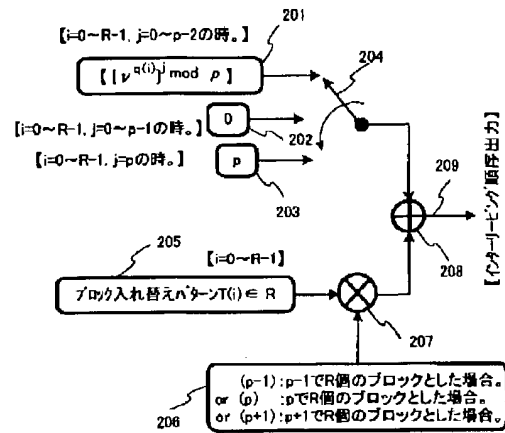 【i=0～R-1, j=0～p-2の時。】
201
【[ν^q(i)]^j mod p】
204
【i=0～R-1, j=0～p-1の時。】
0
202
【i=0～R-1, j=pの時。】
p
203
209
208
【インターリービング順序出力】
205
【i=0～R-1】
ブロック入れ替えパターンT(i)∈R
207
(p-1):p-1でR個のブロックとした場合。
or (p) :pでR個のブロックとした場合。
or (p+1):p+1でR個のブロックとした場合。
206